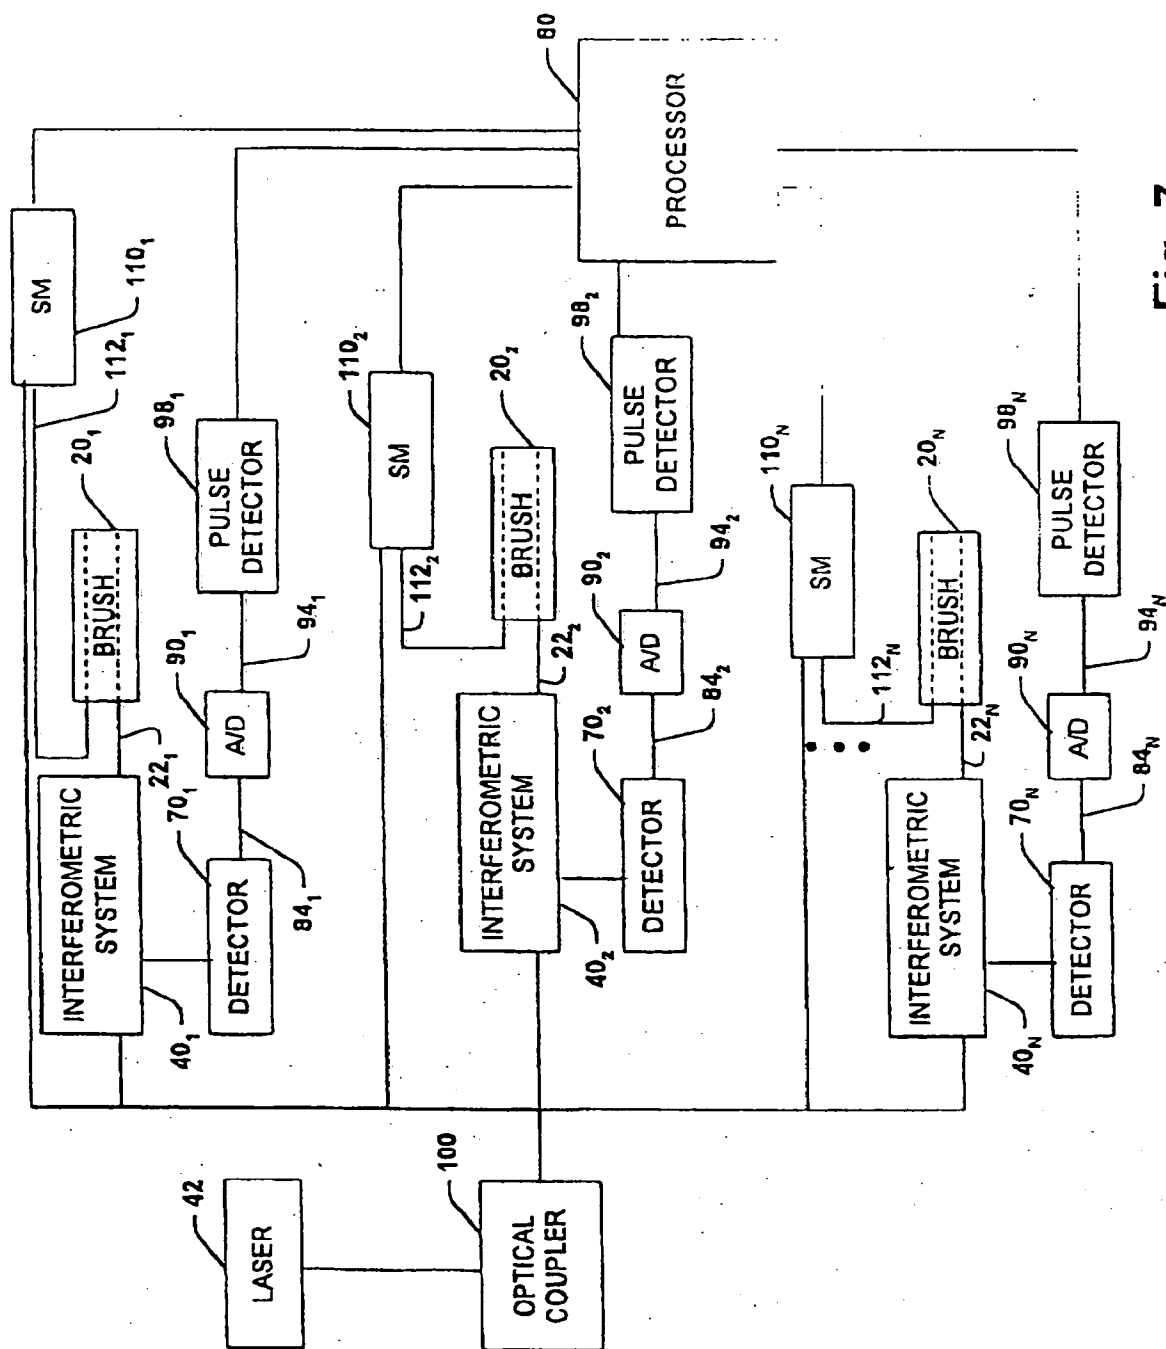 LASER
42
OPTICAL
COUPLER
100
SM
110₁
112₁
BRUSH
20₁
22₁
INTERFEROMETRIC
SYSTEM
40₁
DETECTOR
70₁
84₁
A/D
90₁
94₁
PULSE
DETECTOR
98₁
SM
110₂
112₂
BRUSH
20₂
22₂
INTERFEROMETRIC
SYSTEM
40₂
DETECTOR
70₂
84₂
A/D
90₂
94₂
PULSE
DETECTOR
98₂
PROCESSOR
80
SM
110N
112N
• • •
BRUSH
20N
22N
INTERFEROMETRIC
SYSTEM
40N
DETECTOR
70N
84N
A/D
90N
94N
PULSE
DETECTOR
98N